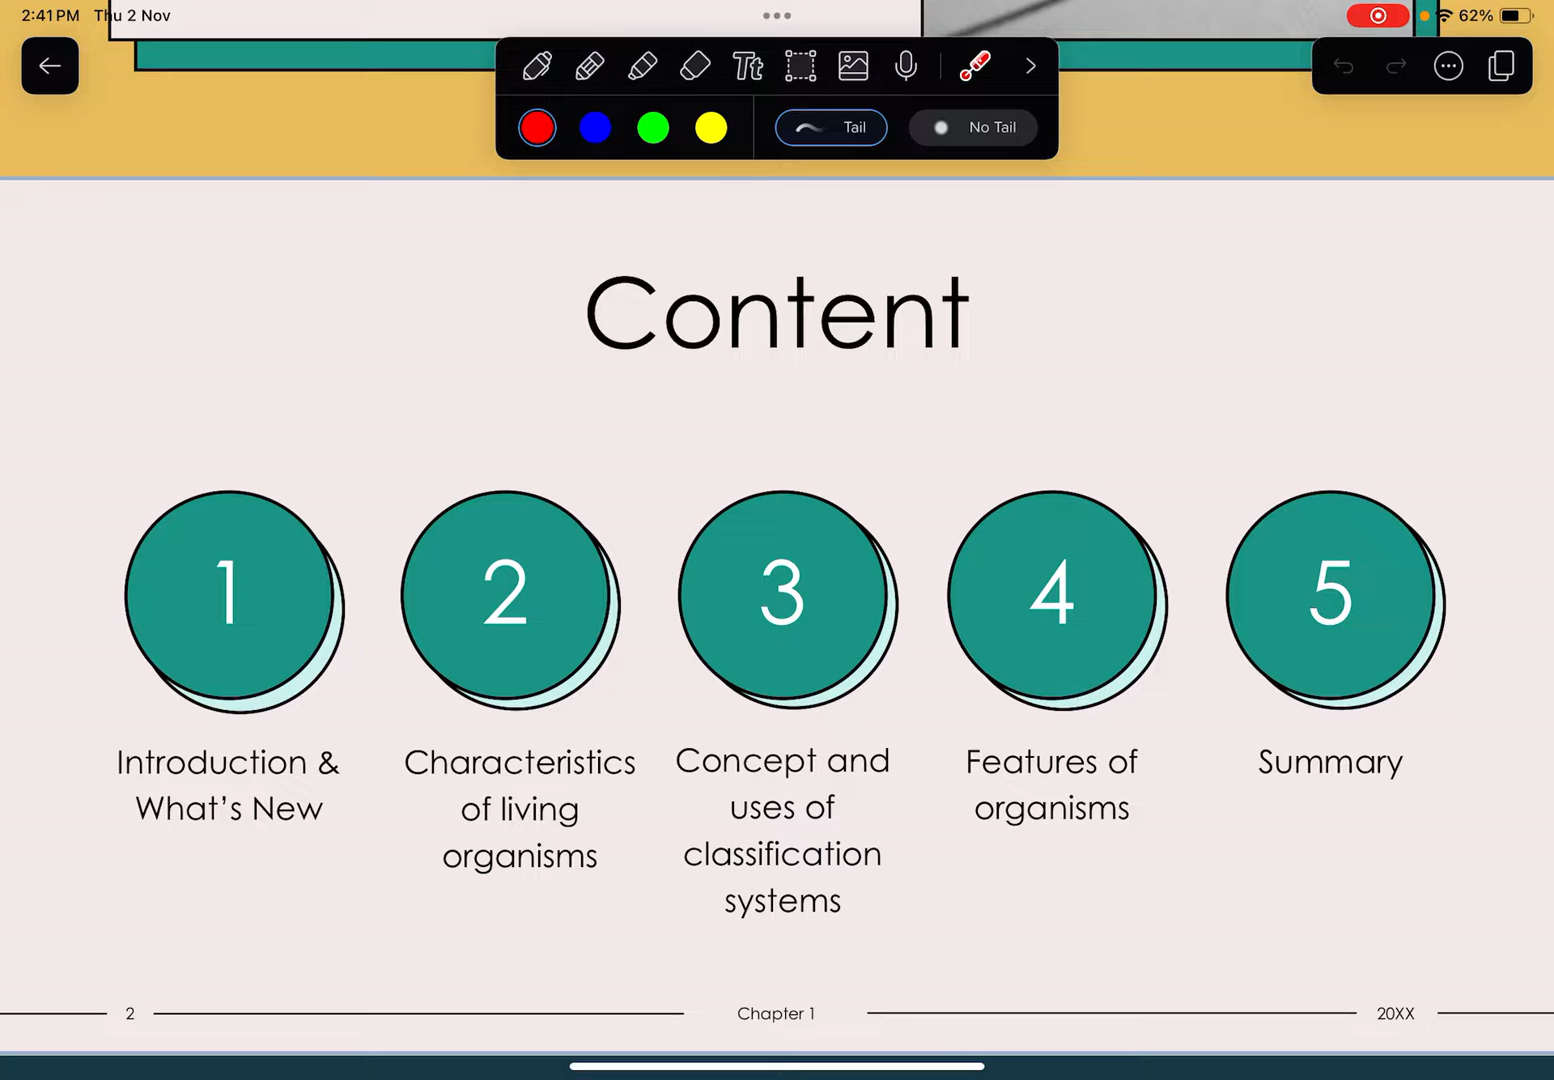 2:41 PM Thu 2 Nov
62%
Tt
Tail
No Tail
Content
1
2
3
4
5
Introduction &
What's New
Characteristics
of living
organisms
Concept and
uses of
classification
systems
Features of
organisms
Summary
2
Chapter 1
20XX